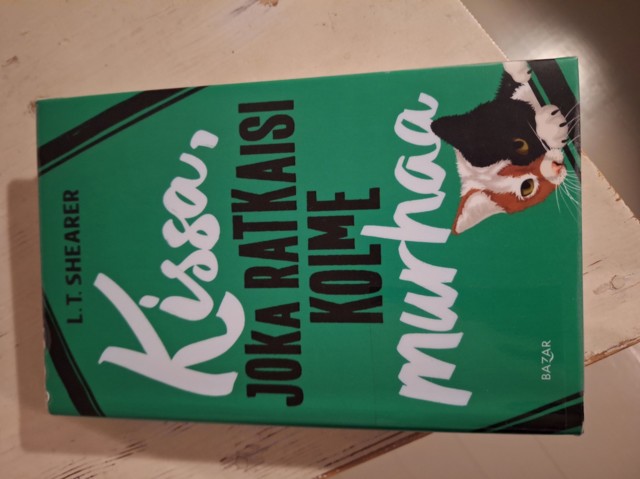 L.T. SHEARER
Kissa,
JOKA RATKAISI
KOLME
murhaa
BAZAR